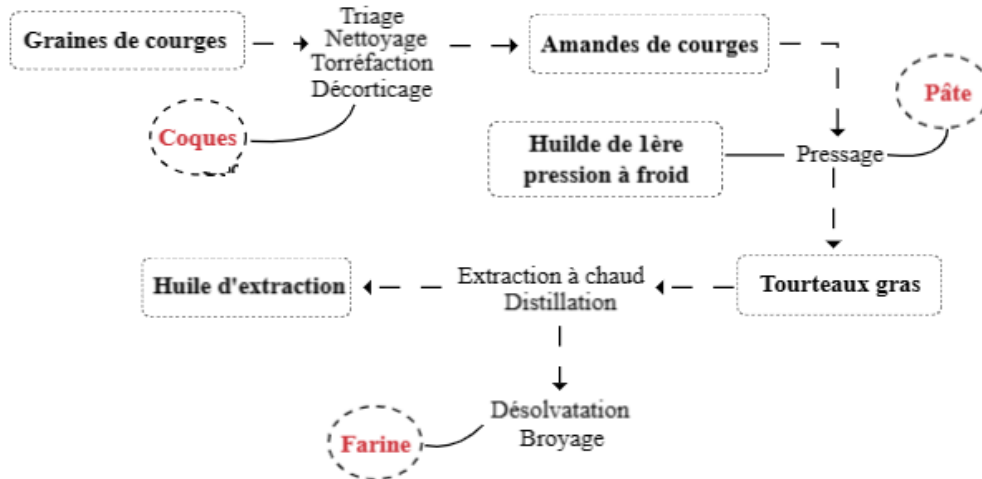 Graines de courges
Triage
Nettoyage
Torréfaction
Décorticage
Amandes de courges
Pâte
Coques
Huilde de 1ère
pression à froid
Pressage
Huile d'extraction
Extraction à chaud
Distillation
Tourteaux gras
Désolvatation
Broyage
Farine